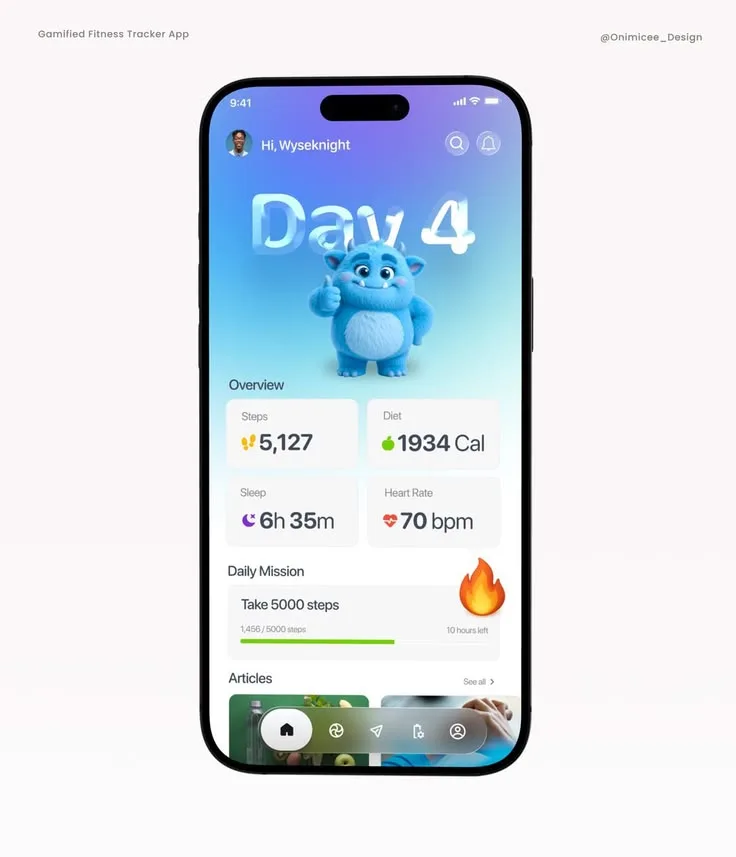 Gamified Fitness Tracker App
@Onimicee_Design
9:41
Hi, Wyseknight
Day 4
Overview
Steps
5,127
Diet
1934 Cal
Sleep
6h 35m
Heart Rate
70 bpm
Daily Mission
Take 5000 steps
1,456 / 5000 steps
10 hours left
Articles
See all